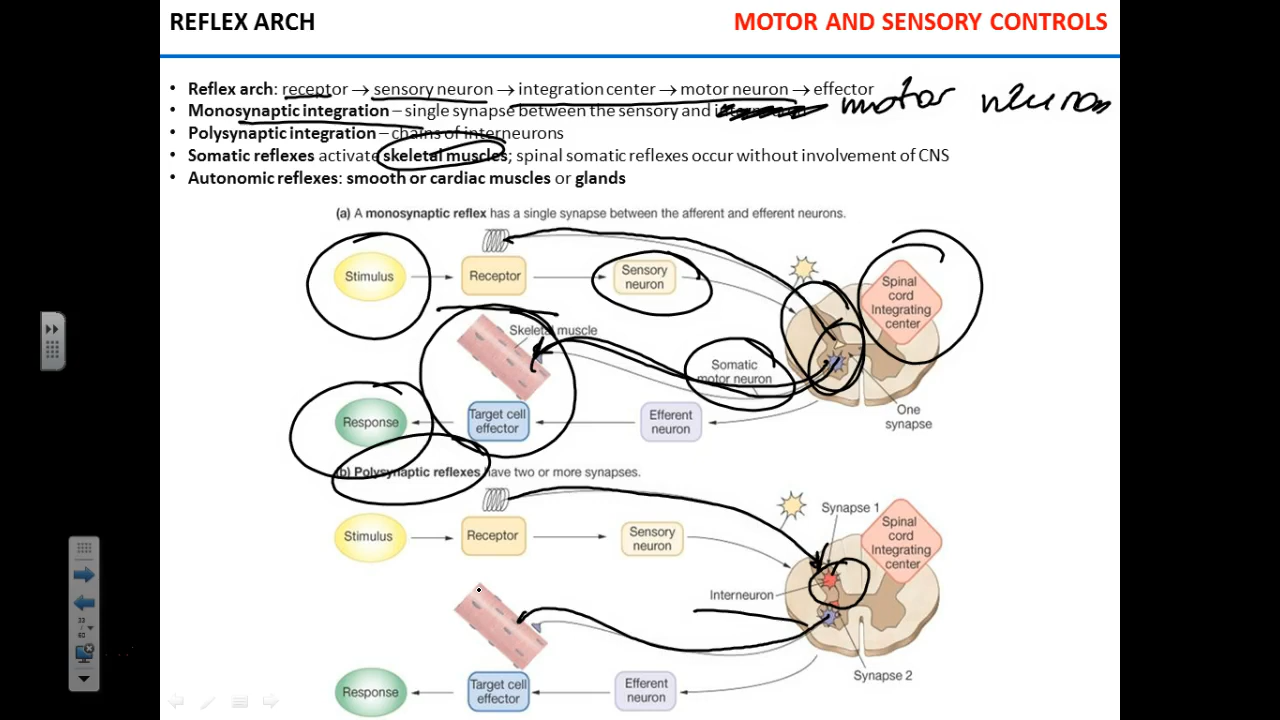 REFLEX ARCH
MOTOR AND SENSORY CONTROLS
• Reflex arch: receptor → sensory neuron → integration center → motor neuron → effector
• Monosynaptic integration – single synapse between the sensory and motor neuron
• Polysynaptic integration – chains of interneurons
• Somatic reflexes activate skeletal muscles; spinal somatic reflexes occur without involvement of CNS
• Autonomic reflexes: smooth or cardiac muscles or glands
(a) A monosynaptic reflex has a single synapse between the afferent and efferent neurons.
Stimulus
Receptor
Sensory
neuron
Spinal
cord
Integrating
center
Skeletal muscle
Somatic
motor neuron
One
synapse
Response
Target cell
effector
Efferent
neuron
(b) Polysynaptic reflexes have two or more synapses.
Stimulus
Receptor
Sensory
neuron
Synapse 1
Spinal
cord
Integrating
center
Interneuron
Synapse 2
Response
Target cell
effector
Efferent
neuron
33
/
60